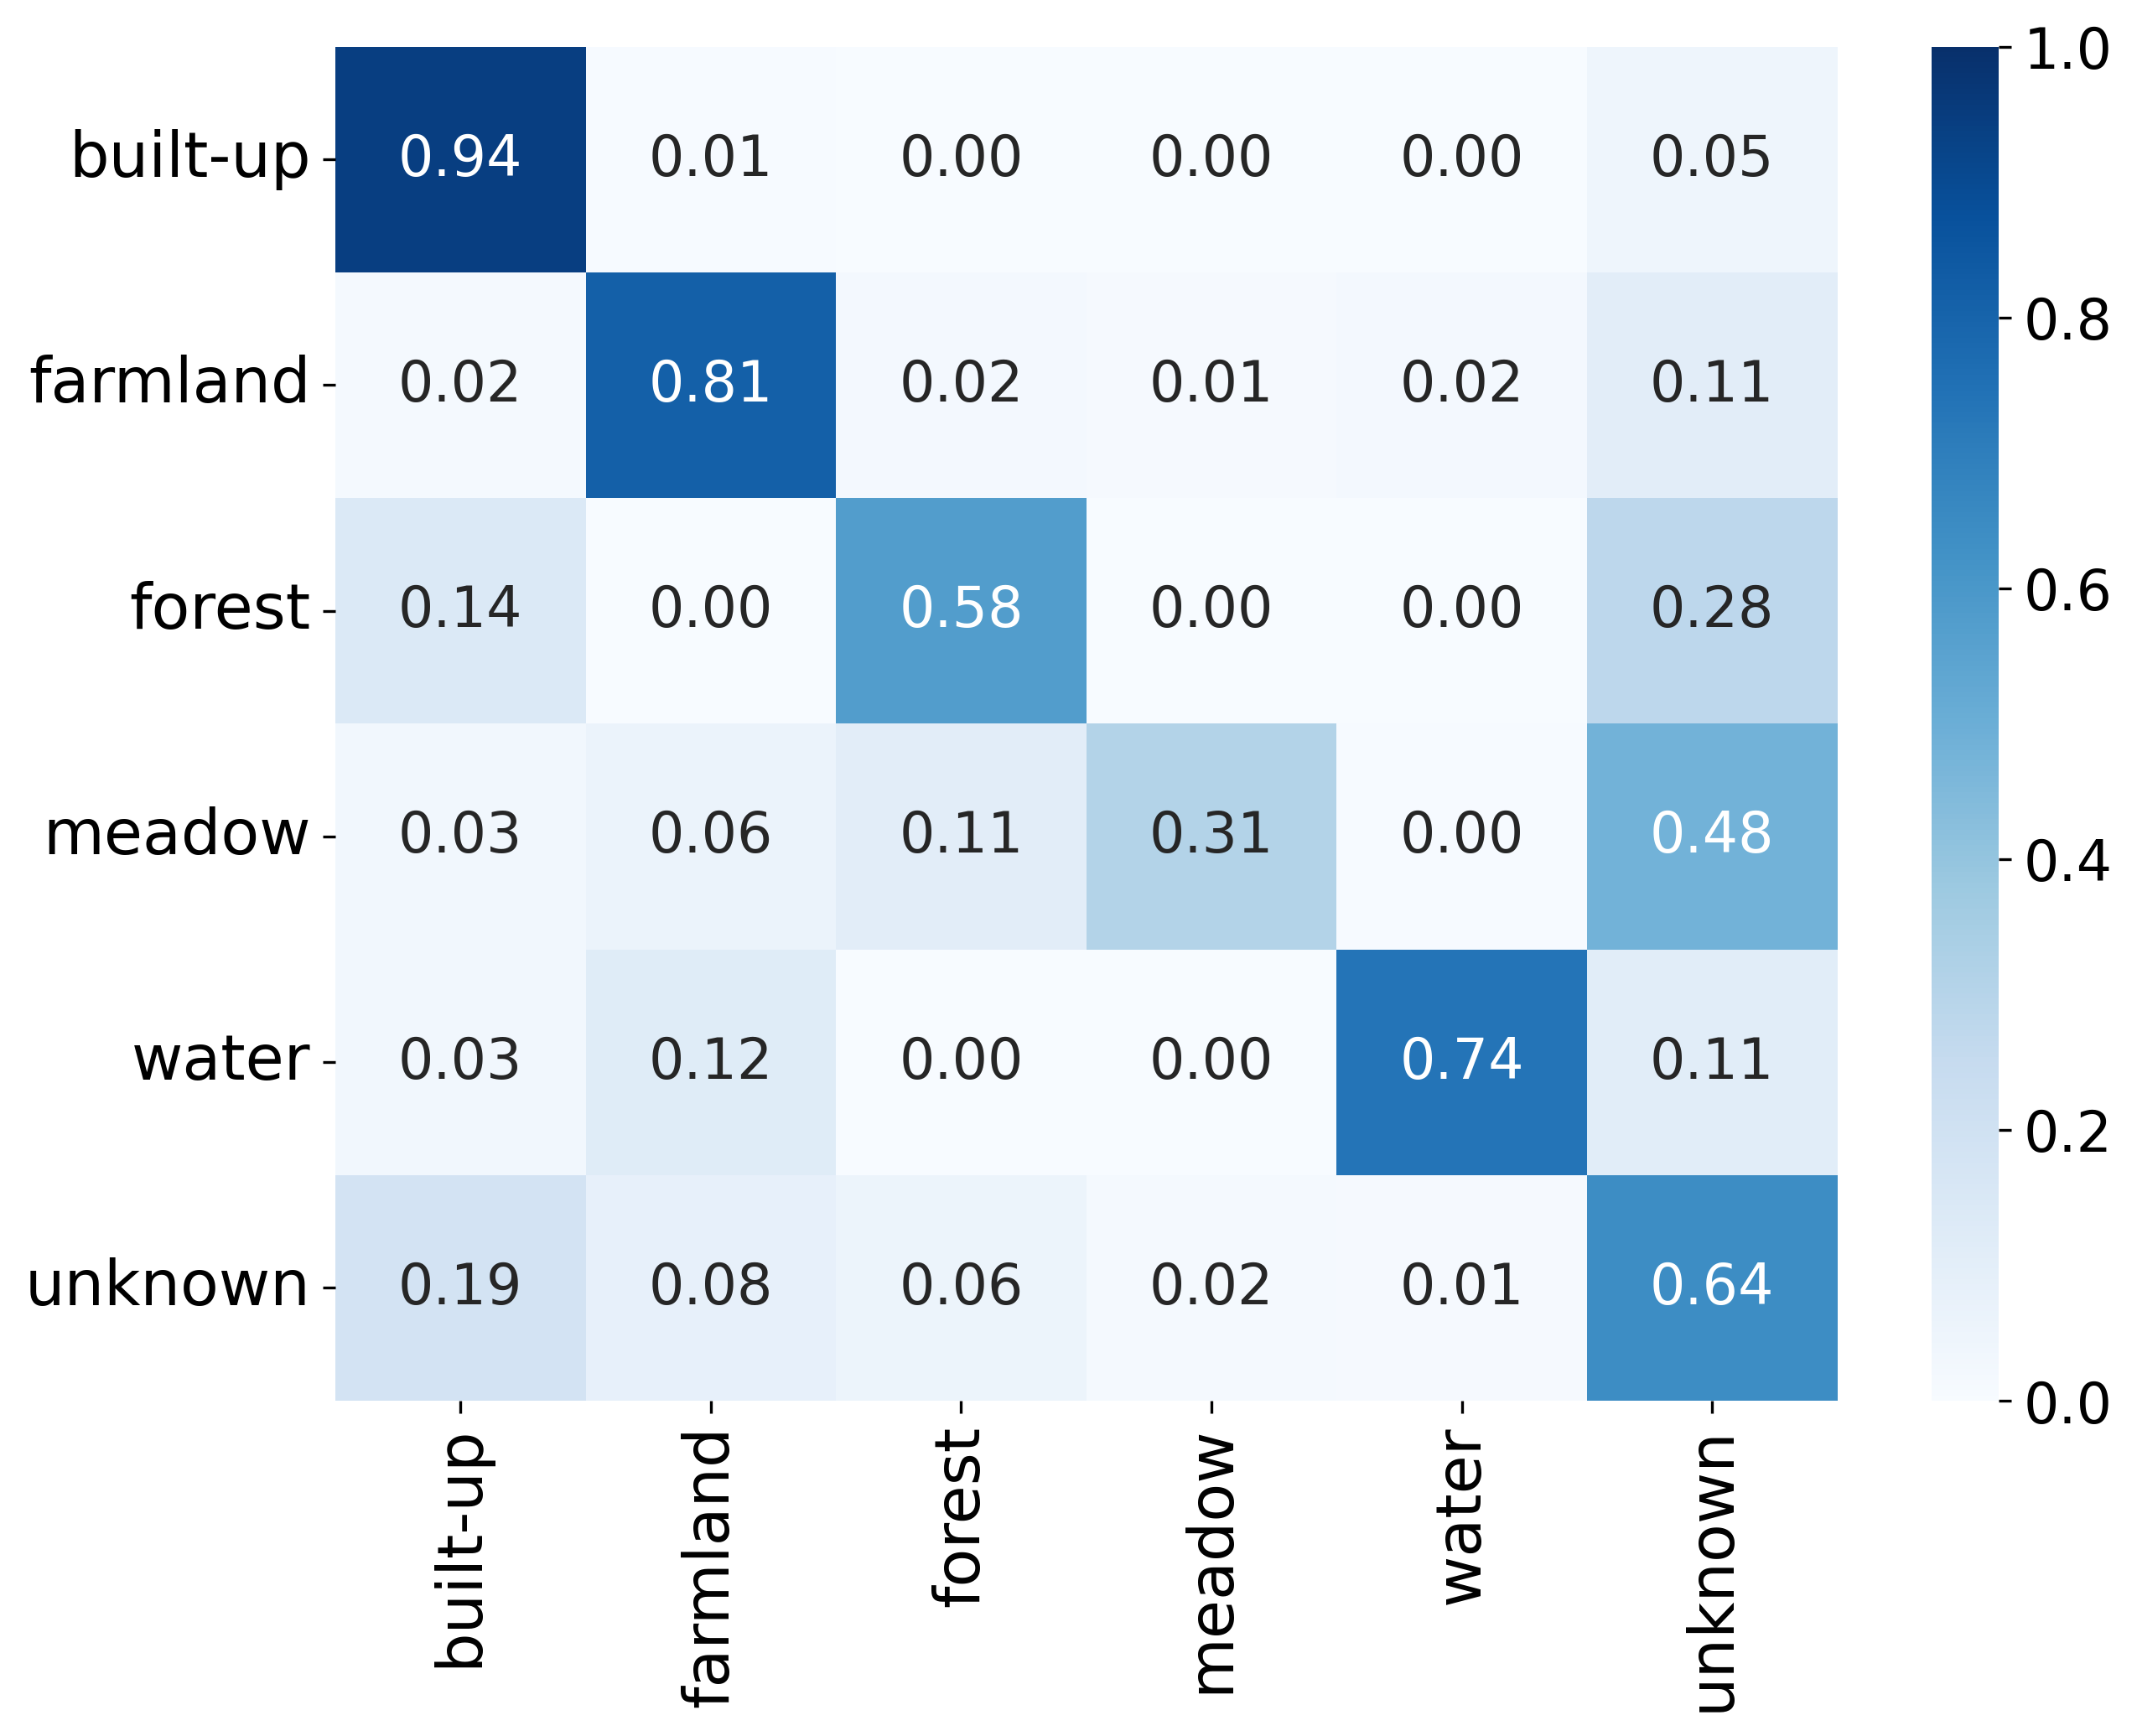 built-up 0.94 0.01 0.00 0.00 0.00 0.05
farmland 0.02 0.81 0.02 0.01 0.02 0.11
forest 0.14 0.00 0.58 0.00 0.00 0.28
meadow 0.03 0.06 0.11 0.31 0.00 0.48
water 0.03 0.12 0.00 0.00 0.74 0.11
unknown 0.19 0.08 0.06 0.02 0.01 0.64
built-up farmland forest meadow water unknown
1.0
0.8
0.6
0.4
0.2
0.0